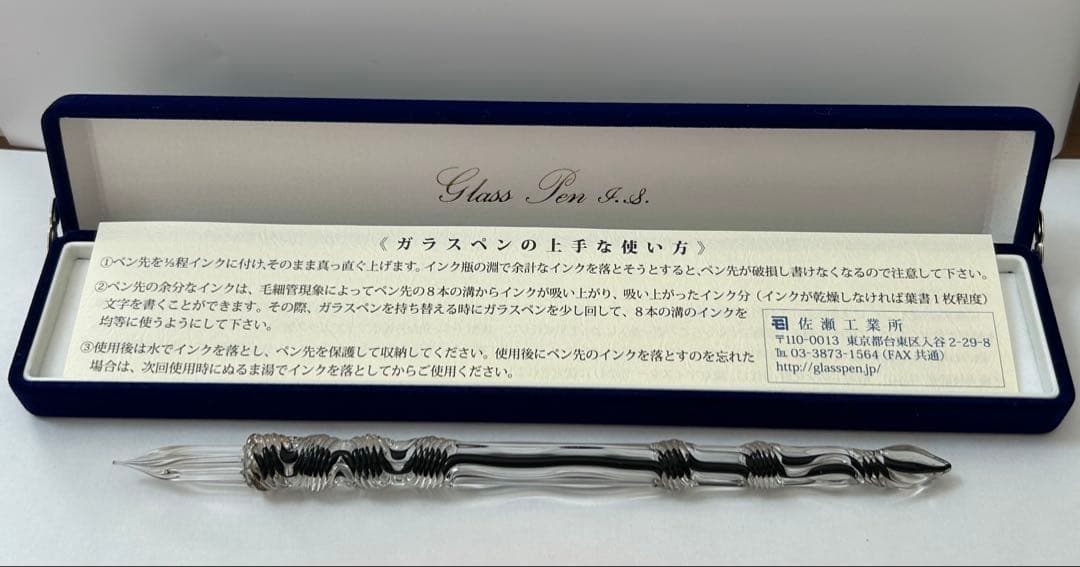 Glass Pen I.S.
《ガラスペンの上手な使い方》
①ペン先を⅓程インクに付け、そのまま真っ直ぐ上げます。インク瓶の淵で余計なインクを落とそうとすると、ペン先が破損し書けなくなるので注意して下さい。
②ペン先の余分なインクは、毛細管現象によってペン先の8本の溝からインクが吸い上がり、吸い上がったインク分（インクが乾燥しなければ葉書1枚程度）
文字を書くことができます。その際、ガラスペンを持ち替える時にガラスペンを少し回して、8本の溝のインクを
均等に使うようにして下さい。
③使用後は水でインクを落とし、ペン先を保護して収納してください。使用後にペン先のインクを落とすのを忘れた
場合は、次回使用時にぬるま湯でインクを落としてからご使用ください。
佐瀬工業所
〒110-0013 東京都台東区入谷 2-29-8
℡ 03-3873-1564 (FAX 共通)
http://glasspen.jp/